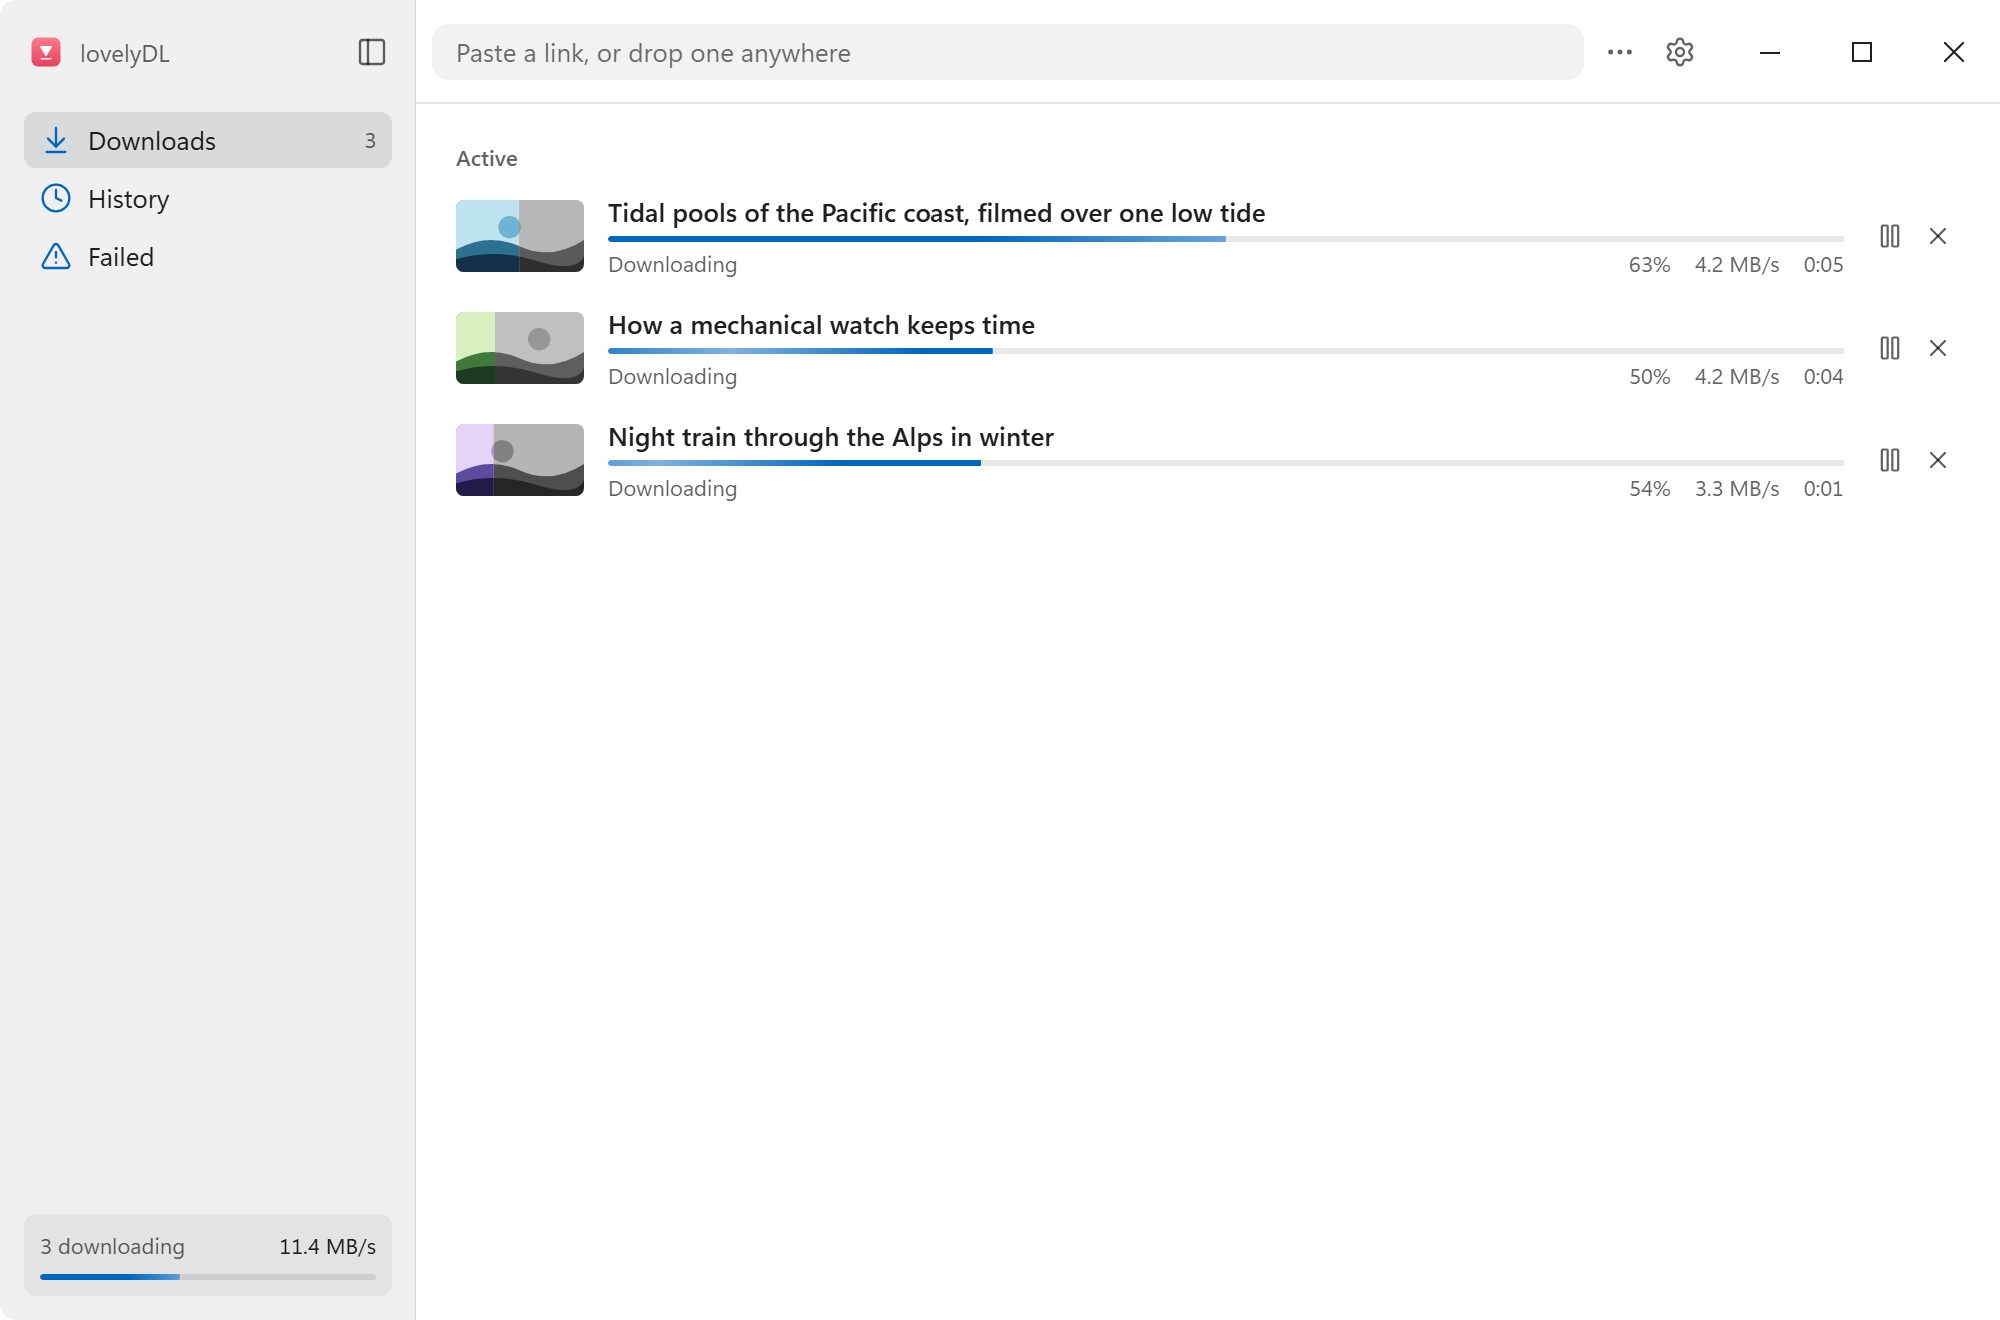 lovelyDL
Paste a link, or drop one anywhere
Downloads 3
History
Failed
Active
Tidal pools of the Pacific coast, filmed over one low tide
Downloading 63% 4.2 MB/s 0:05
How a mechanical watch keeps time
Downloading 50% 4.2 MB/s 0:04
Night train through the Alps in winter
Downloading 54% 3.3 MB/s 0:01
3 downloading 11.4 MB/s